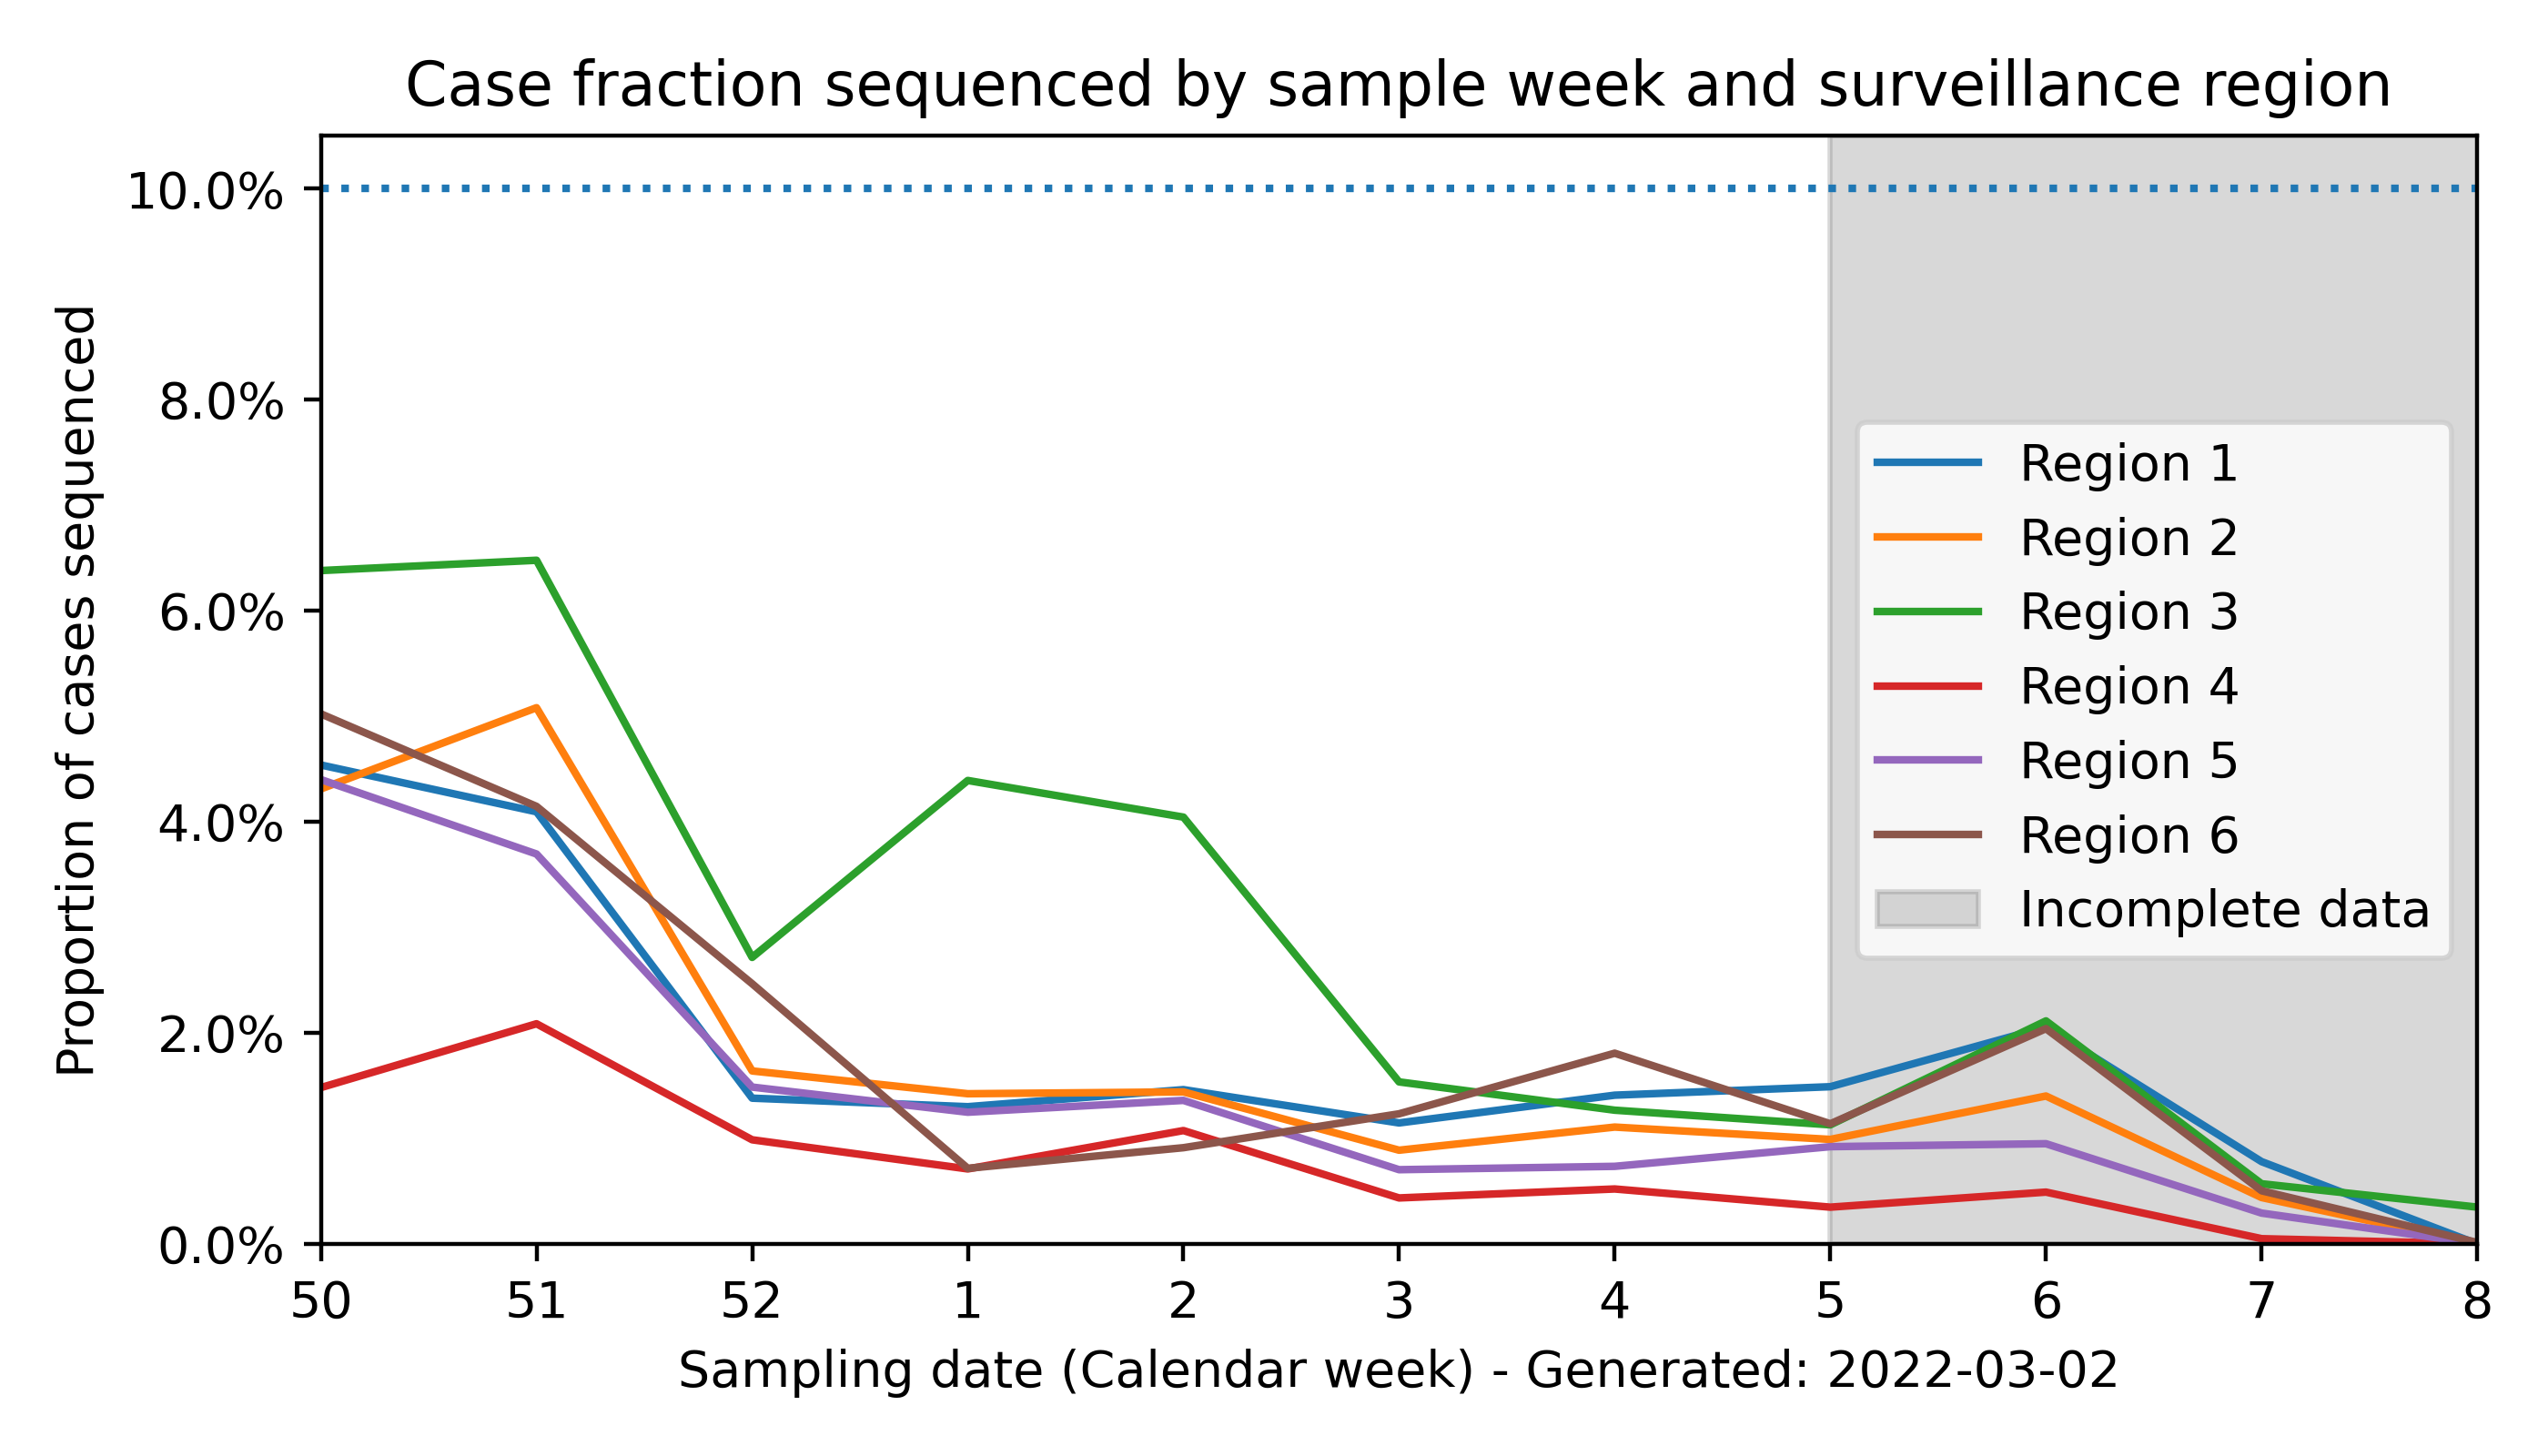 Case fraction sequenced by sample week and surveillance region
Proportion of cases sequenced
10.0%
8.0%
6.0%
4.0%
2.0%
0.0%
Region 1
Region 2
Region 3
Region 4
Region 5
Region 6
Incomplete data
50 51 52 1 2 3 4 5 6 7 8
Sampling date (Calendar week) - Generated: 2022-03-02